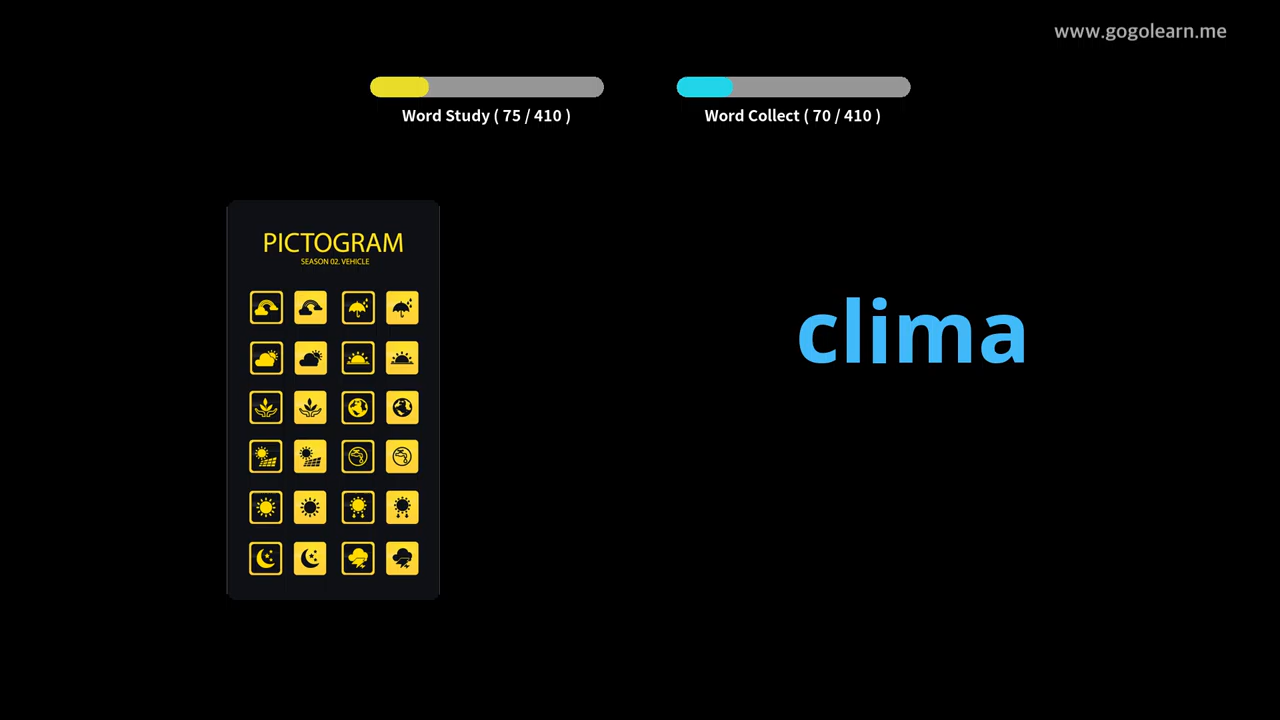 www.gogolearn.me
Word Study ( 75 / 410 )
Word Collect ( 70 / 410 )
PICTOGRAM
SEASON 02. VEHICLE
clima